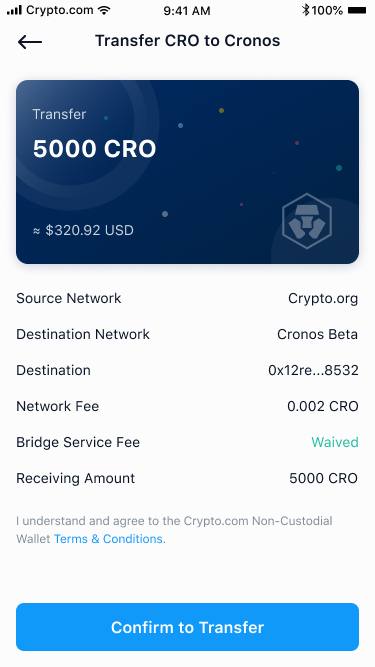 Crypto.com 9:41 AM 100%
Transfer CRO to Cronos
Transfer
5000 CRO
≈ $320.92 USD
Source Network Crypto.org
Destination Network Cronos Beta
Destination 0x12re...8532
Network Fee 0.002 CRO
Bridge Service Fee Waived
Receiving Amount 5000 CRO
I understand and agree to the Crypto.com Non-Custodial
Wallet Terms & Conditions.
Confirm to Transfer